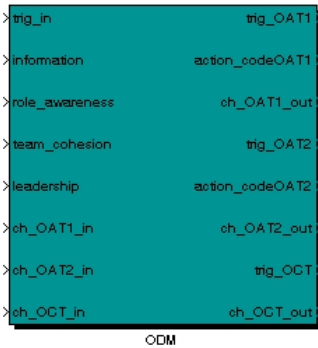 trig_in trig_OAT1
information action_codeOAT1
role_awareness ch_OAT1_out
team_cohesion trig_OAT2
leadership action_codeOAT2
ch_OAT1_in ch_OAT2_out
ch_OAT2_in trig_OCT
ch_OCT_in ch_OCT_out
ODM